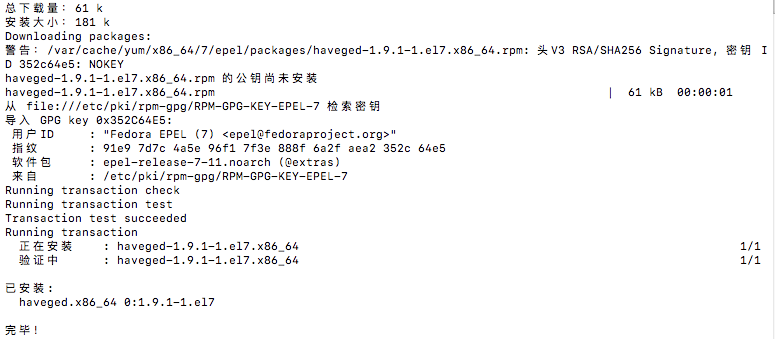 总下载量：61 k
安装大小：181 k
Downloading packages:
警告：/var/cache/yum/x86_64/7/epel/packages/haveged-1.9.1-1.el7.x86_64.rpm: 头V3 RSA/SHA256 Signature, 密钥 I
D 352c64e5: NOKEY
haveged-1.9.1-1.el7.x86_64.rpm 的公钥尚未安装
haveged-1.9.1-1.el7.x86_64.rpm | 61 kB 00:00:01
从 file:///etc/pki/rpm-gpg/RPM-GPG-KEY-EPEL-7 检索密钥
导入 GPG key 0x352C64E5:
用户ID : "Fedora EPEL (7) <epel@fedoraproject.org>"
指纹 : 91e9 7d7c 4a5e 96f1 7f3e 888f 6a2f aea2 352c 64e5
软件包 : epel-release-7-11.noarch (@extras)
来自 : /etc/pki/rpm-gpg/RPM-GPG-KEY-EPEL-7
Running transaction check
Running transaction test
Transaction test succeeded
Running transaction
正在安装 : haveged-1.9.1-1.el7.x86_64 1/1
验证中 : haveged-1.9.1-1.el7.x86_64 1/1
已安装:
haveged.x86_64 0:1.9.1-1.el7
完毕！